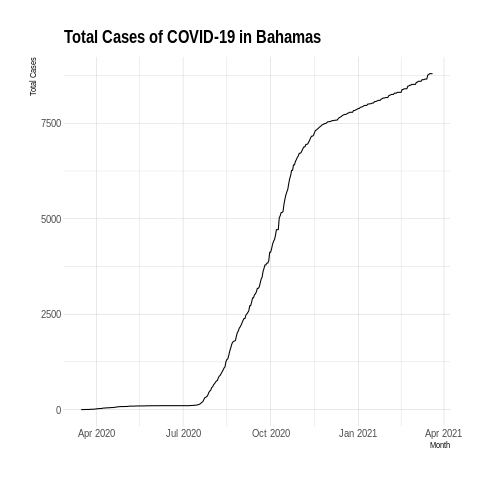 Total Cases of COVID-19 in Bahamas
Total Cases
7500
5000
2500
0
Apr 2020 Jul 2020 Oct 2020 Jan 2021 Apr 2021
Month